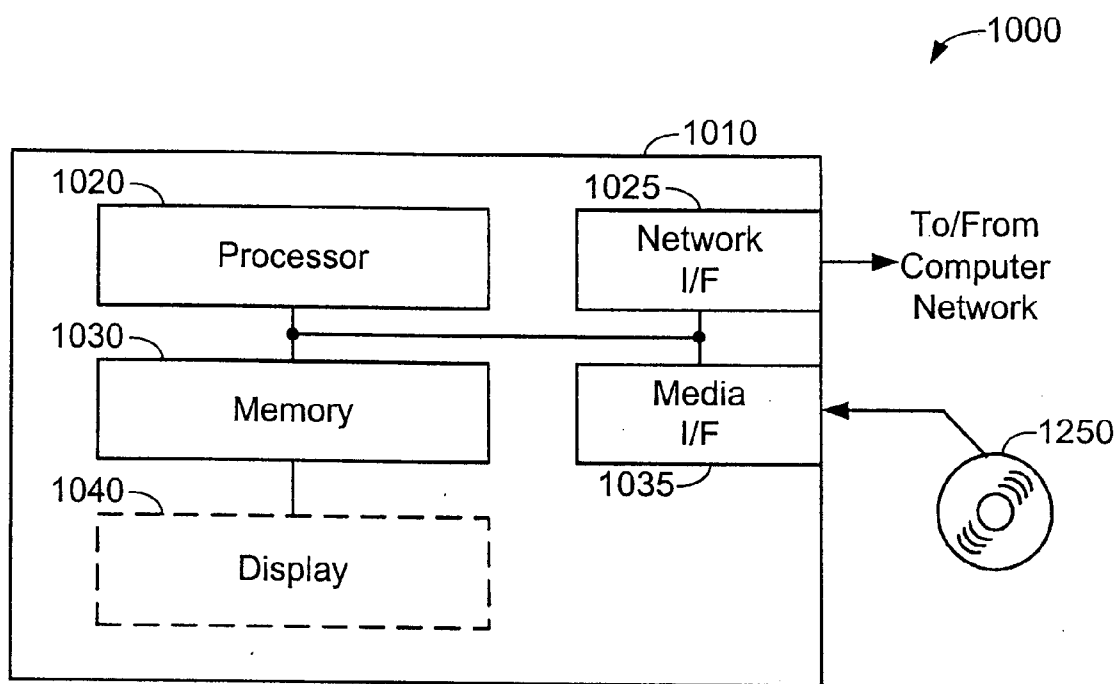 1000
1010
1020
1025
Processor
Network
I/F
To/From
Computer
Network
1030
Memory
Media
I/F
1250
1035
1040
Display